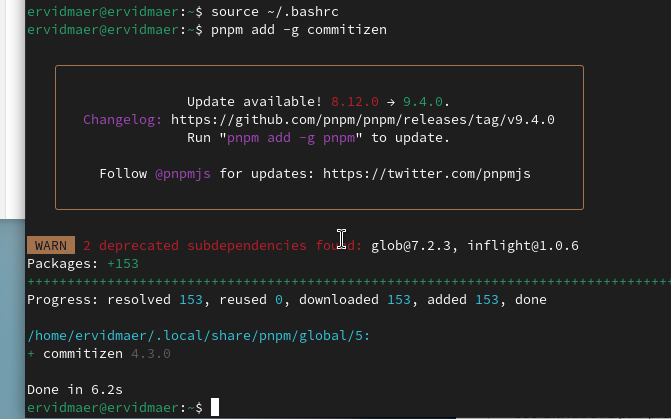 ervidmaer@ervidmaer:~$ source ~/.bashrc
ervidmaer@ervidmaer:~$ pnpm add -g commitizen
Update available! 8.12.0 → 9.4.0.
Changelog: https://github.com/pnpm/pnpm/releases/tag/v9.4.0
Run "pnpm add -g pnpm" to update.
Follow @pnpmjs for updates: https://twitter.com/pnpmjs
WARN 2 deprecated subdependencies found: glob@7.2.3, inflight@1.0.6
Packages: +153
++++++++++++++++++++++++++++++++++++++++++++++++++++++++++++++++++++++++++++++++
Progress: resolved 153, reused 0, downloaded 153, added 153, done
/home/ervidmaer/.local/share/pnpm/global/5:
+ commitizen 4.3.0
Done in 6.2s
ervidmaer@ervidmaer:~$